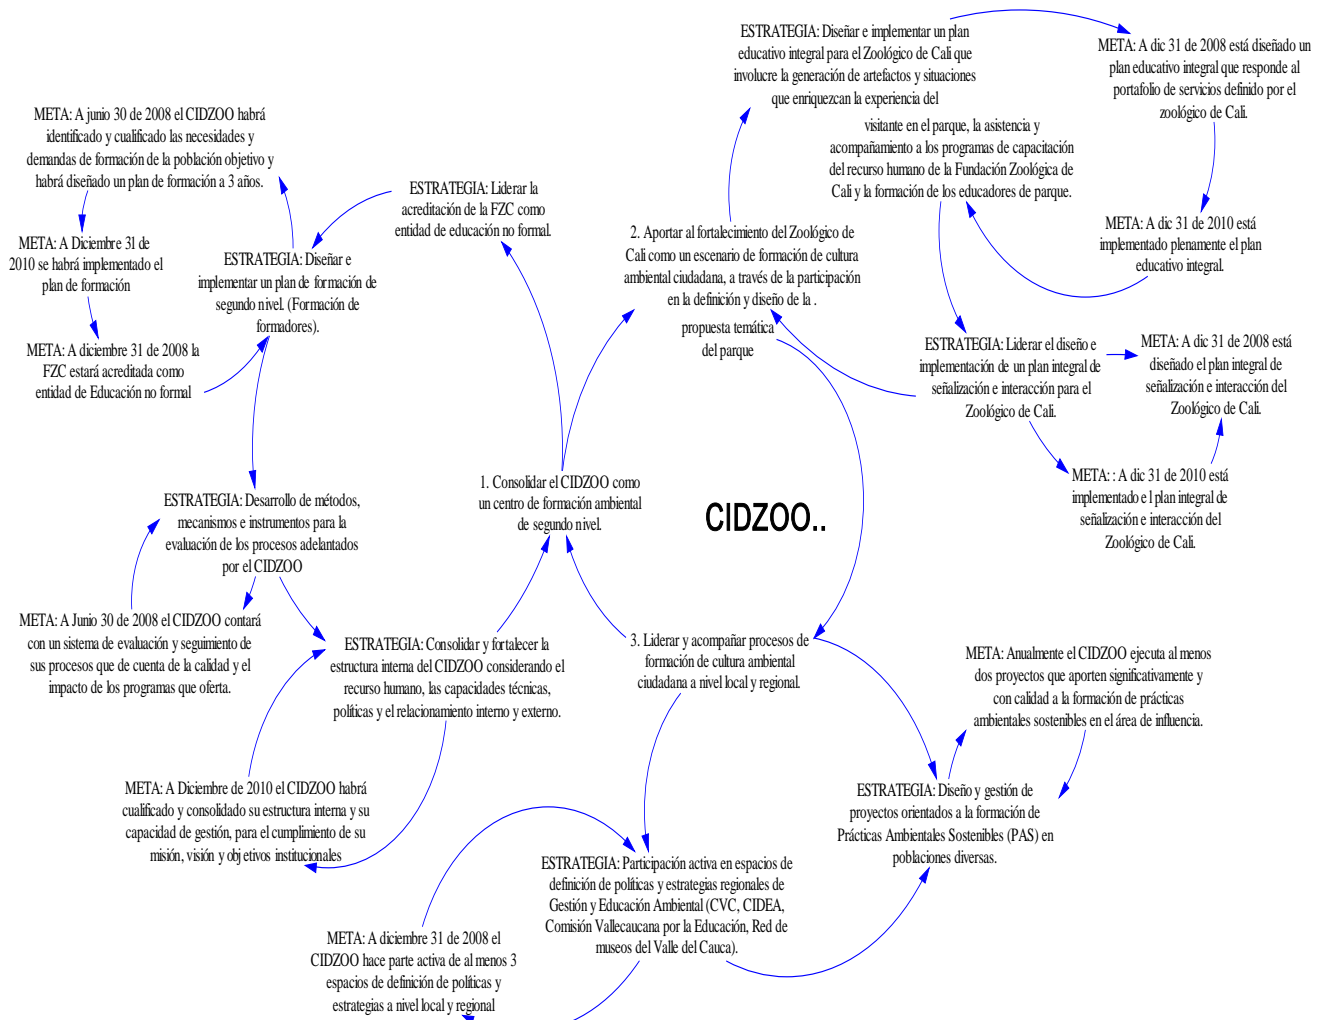 ESTRATEGIA: Diseñar e implementar un plan
educativo integral para el Zoológico de Cali que
involucre la generación de artefactos y situaciones
que enriquezcan la experiencia del
visitante en el parque, la asistencia y
acompañamiento a los programas de capacitación
del recurso humano de la Fundación Zoológica de
Cali y la formación de los educadores de parque.
META: A dic 31 de 2008 está diseñado un
plan educativo integral que responde al
portafolio de servicios definido por el
zoológico de Cali.
META: A dic 31 de 2010 está
implementado plenamente el plan
educativo integral.
META: A junio 30 de 2008 el CIDZOO habrá
identificado y cualificado las necesidades y
demandas de formación de la población objetivo y
habrá diseñado un plan de formación a 3 años.
META: A Diciembre 31 de
2010 se habrá implementado el
plan de formación
META: A diciembre 31 de 2008 la
FZC estará acreditada como
entidad de Educación no formal
ESTRATEGIA: Diseñar e
implementar un plan de formación de
segundo nivel. (Formación de
formadores).
ESTRATEGIA: Liderar la
acreditación de la FZC como
entidad de educación no formal.
2. Aportar al fortalecimiento del Zoológico de
Cali como un escenario de formación de cultura
ambiental ciudadana, a través de la participación
en la definición y diseño de la .
propuesta temática
del parque
ESTRATEGIA: Liderar el diseño e
implementación de un plan integral de
señalización e interacción para el
Zoológico de Cali.
META: A dic 31 de 2008 está
diseñado el plan integral de
señalización e interacción del
Zoológico de Cali.
META: : A dic 31 de 2010 está
implementado e l plan integral de
señalización e interacción del
Zoológico de Cali.
1. Consolidar el CIDZOO como
un centro de formación ambiental
de segundo nivel.
CIDZOO..
ESTRATEGIA: Desarrollo de métodos,
mecanismos e instrumentos para la
evaluación de los procesos adelantados
por el CIDZOO
META: A Junio 30 de 2008 el CIDZOO contará
con un sistema de evaluación y seguimiento de
sus procesos que de cuenta de la calidad y el
impacto de los programas que oferta.
ESTRATEGIA: Consolidar y fortalecer la
estructura interna del CIDZOO considerando el
recurso humano, las capacidades técnicas,
políticas y el relacionamiento interno y externo.
3. Liderar y acompañar procesos de
formación de cultura ambiental
ciudadana a nivel local y regional.
META: Anualmente el CIDZOO ejecuta al menos
dos proyectos que aporten significativamente y
con calidad a la formación de prácticas
ambientales sostenibles en el área de influencia.
META: A Diciembre de 2010 el CIDZOO habrá
cualificado y consolidado su estructura interna y su
capacidad de gestión, para el cumplimiento de su
misión, visión y objetivos institucionales
ESTRATEGIA: Diseño y gestión de
proyectos orientados a la formación de
Prácticas Ambientales Sostenibles (PAS) en
poblaciones diversas.
ESTRATEGIA: Participación activa en espacios de
definición de políticas y estrategias regionales de
Gestión y Educación Ambiental (CVC, CIDEA,
Comisión Vallecaucana por la Educación, Red de
museos del Valle del Cauca).
META: A diciembre 31 de 2008 el
CIDZOO hace parte activa de al menos 3
espacios de definición de políticas y
estrategias a nivel local y regional